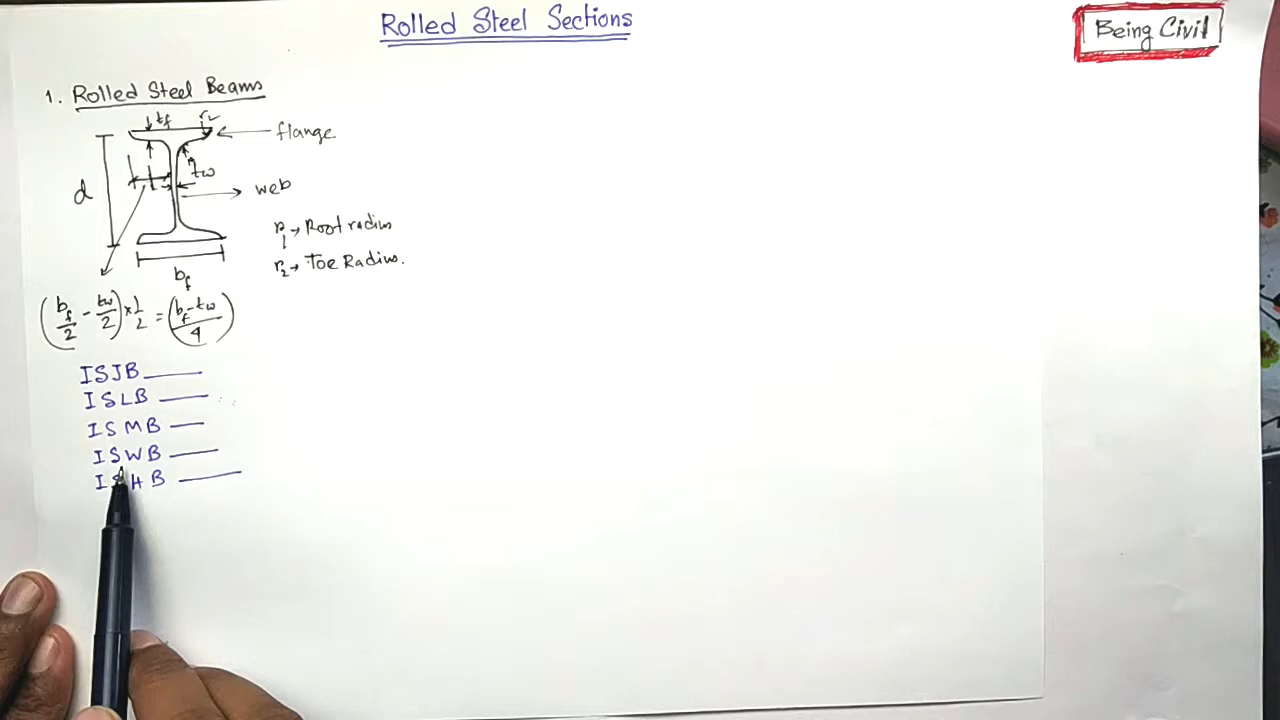 Rolled Steel Sections
Being Civil
1. Rolled Steel Beams
tf r2
flange
tw
d
web
r1 → Root radius
r2 → Toe Radius.
bf
(bf/2 - tw/2) × 1/2 = (bf - tw/4)
ISJB
ISLB
ISMB
ISWB
ISHB